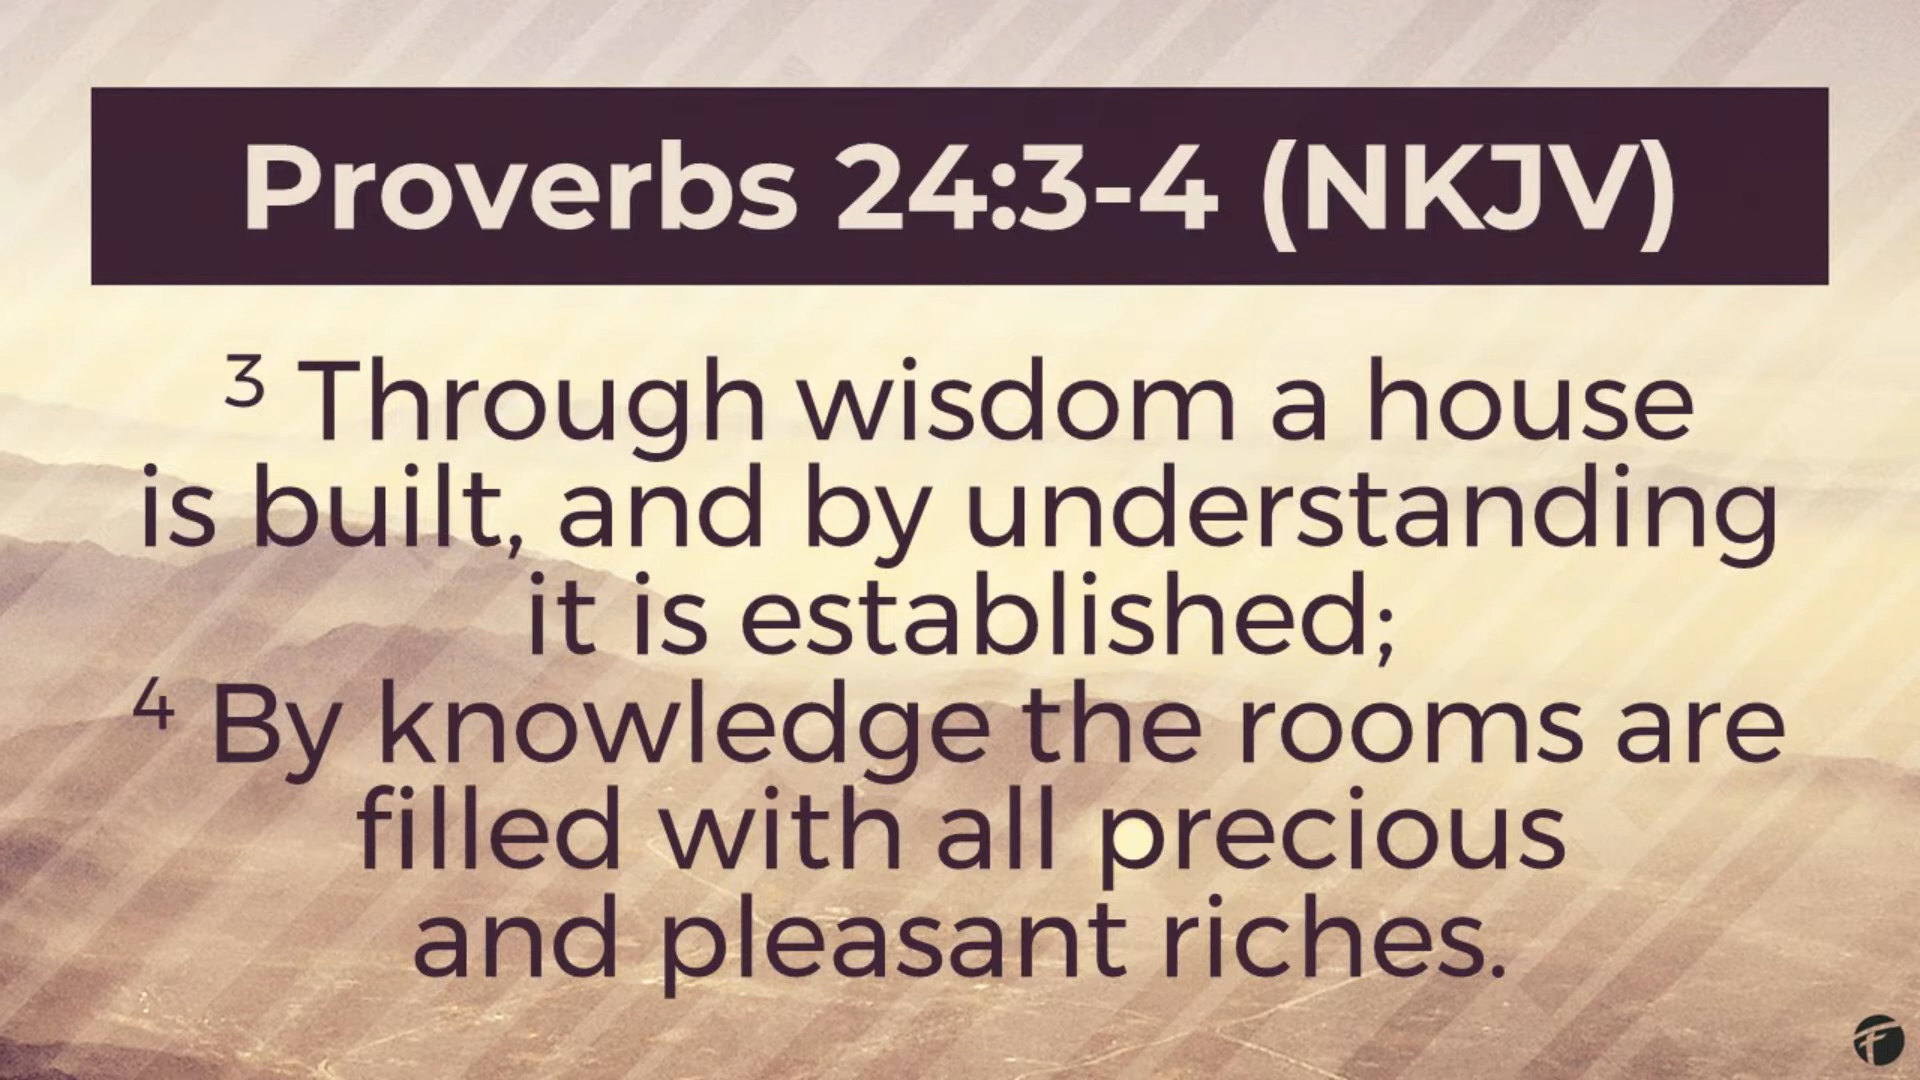 Proverbs 24:3-4 (NKJV)
3 Through wisdom a house
is built, and by understanding
it is established;
4 By knowledge the rooms are
filled with all precious
and pleasant riches.